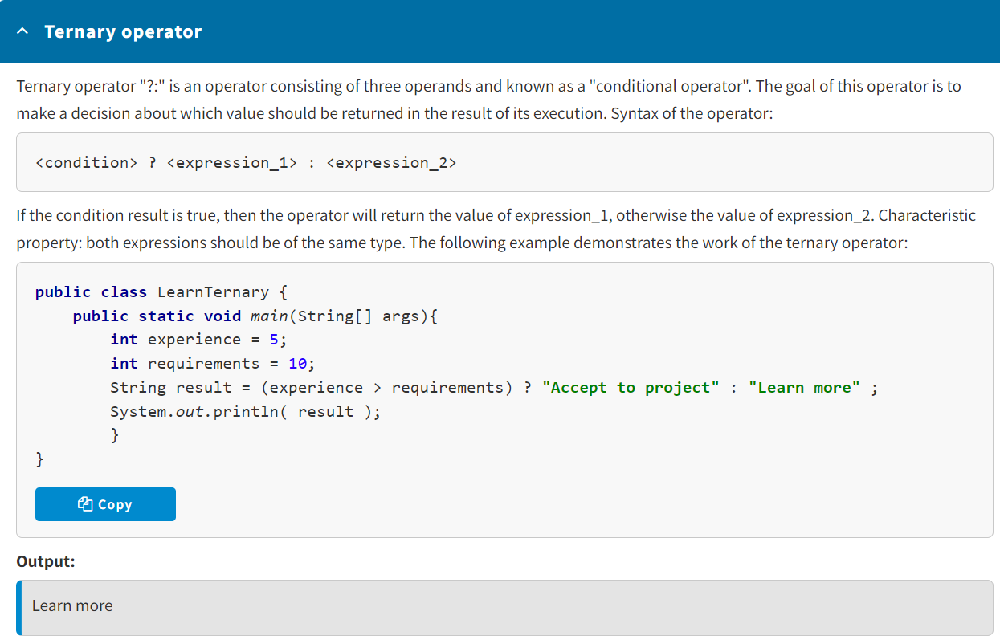 Ternary operator
Ternary operator "?:" is an operator consisting of three operands and known as a "conditional operator". The goal of this operator is to
make a decision about which value should be returned in the result of its execution. Syntax of the operator:
<condition> ? <expression_1> : <expression_2>
If the condition result is true, then the operator will return the value of expression_1, otherwise the value of expression_2. Characteristic
property: both expressions should be of the same type. The following example demonstrates the work of the ternary operator:
public class LearnTernary {
    public static void main(String[] args){
        int experience = 5;
        int requirements = 10;
        String result = (experience > requirements) ? "Accept to project" : "Learn more" ;
        System.out.println( result );
        }
}
Copy
Output:
Learn more